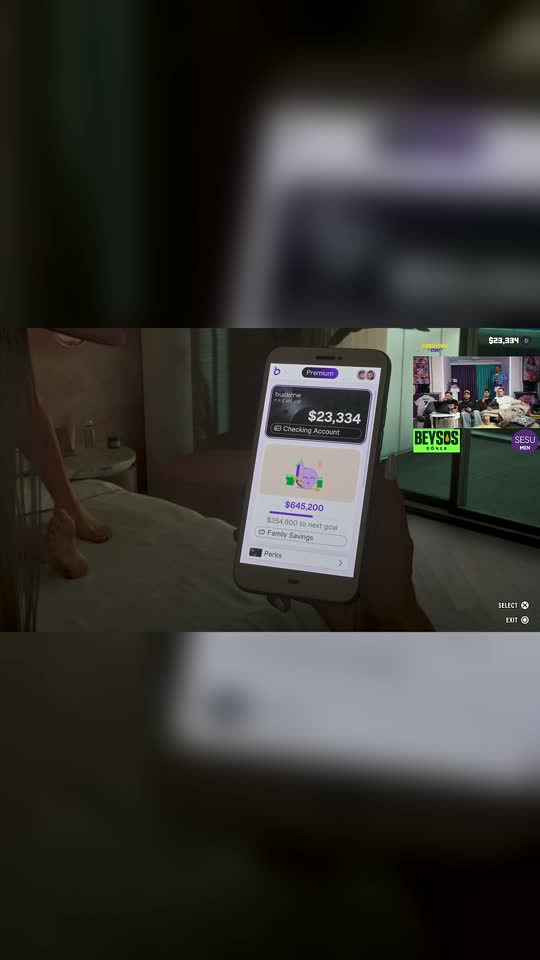 $23,334
Premium
buckme
PREMIUM
$23,334
Checking Account
$645,200
$354,800 to next goal
Family Savings
Perks
BEYSOS
DÖNER
SESU
MEN
SELECT
EXIT